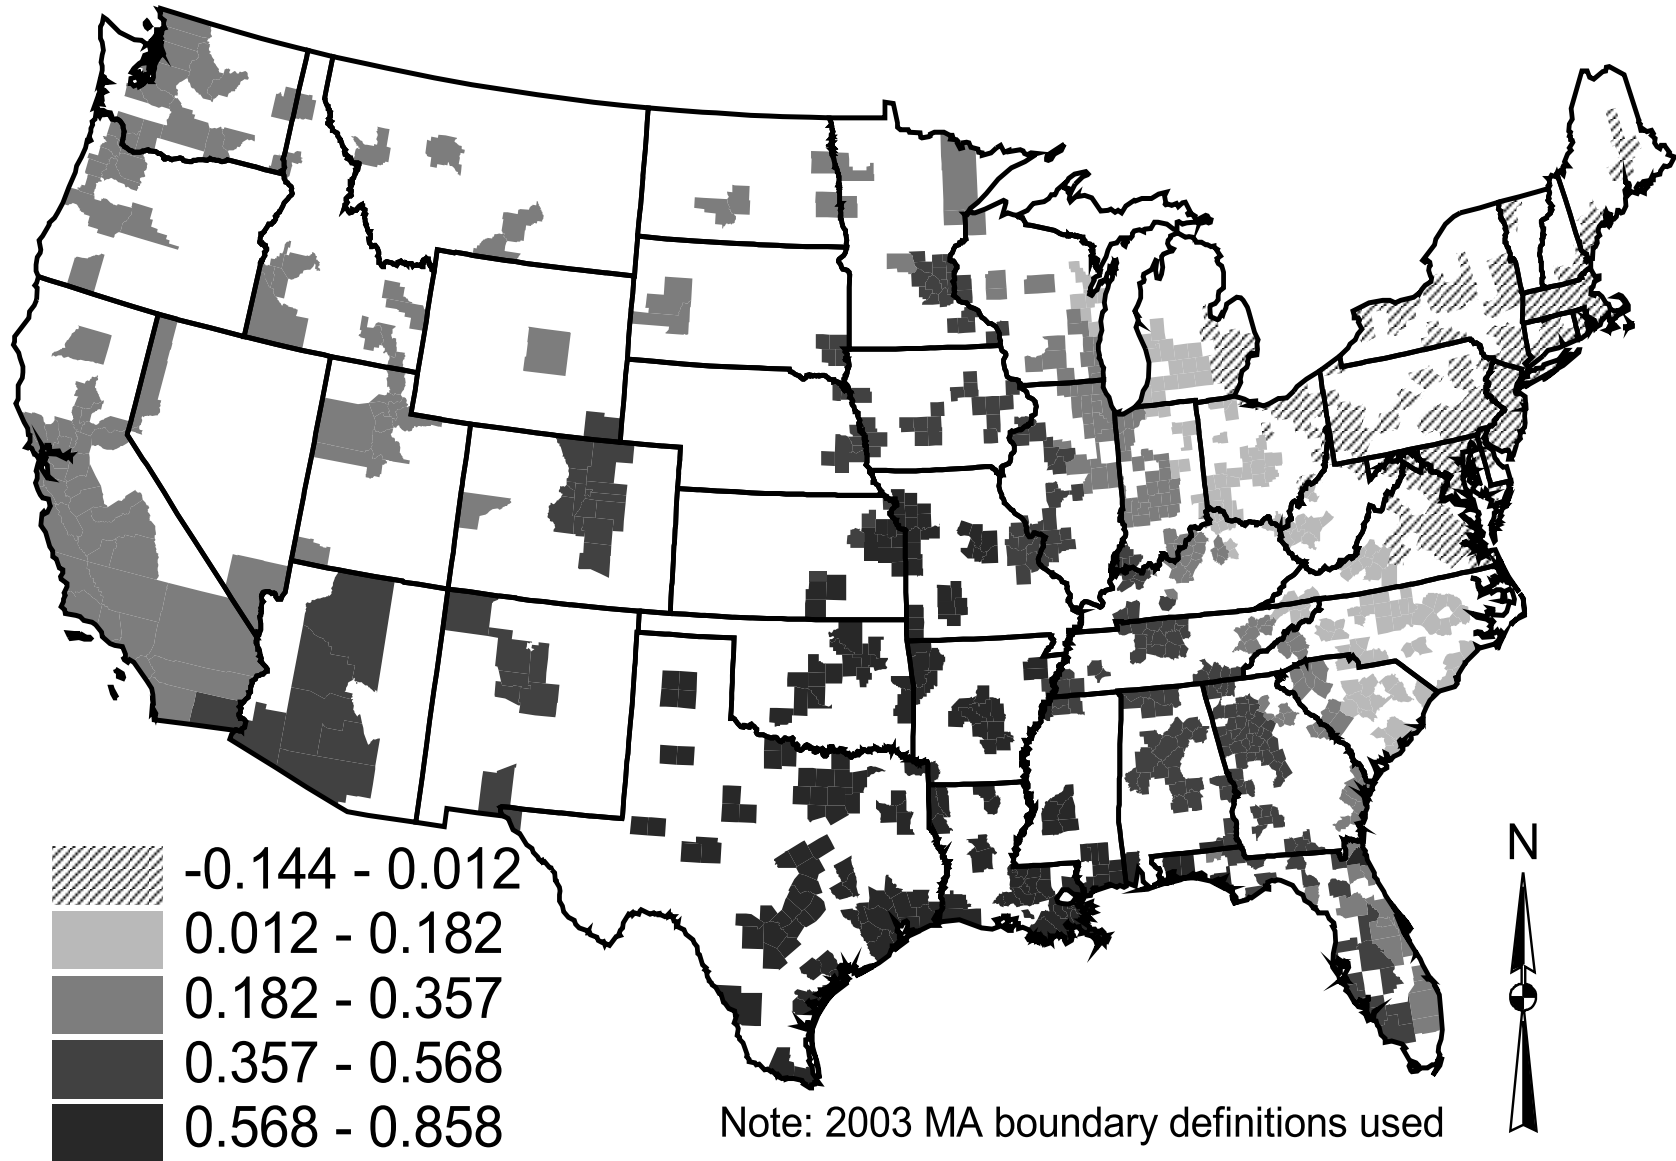 -0.144 - 0.012
0.012 - 0.182
0.182 - 0.357
0.357 - 0.568
0.568 - 0.858
N
Note: 2003 MA boundary definitions used